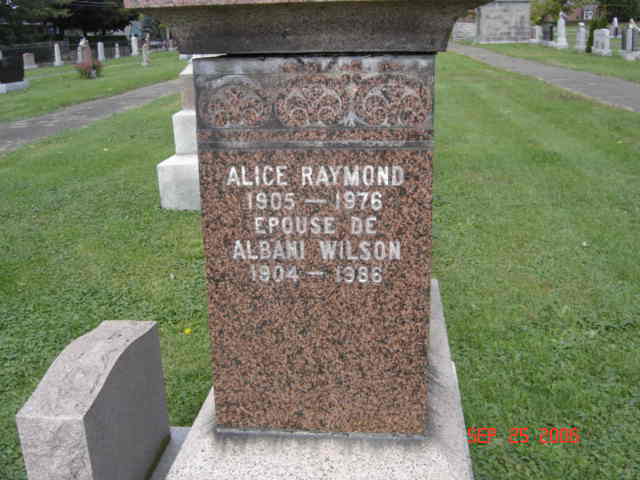 ALICE RAYMOND
1905 — 1976
EPOUSE DE
ALBANI WILSON
1904 — 1986
SEP 25 2006